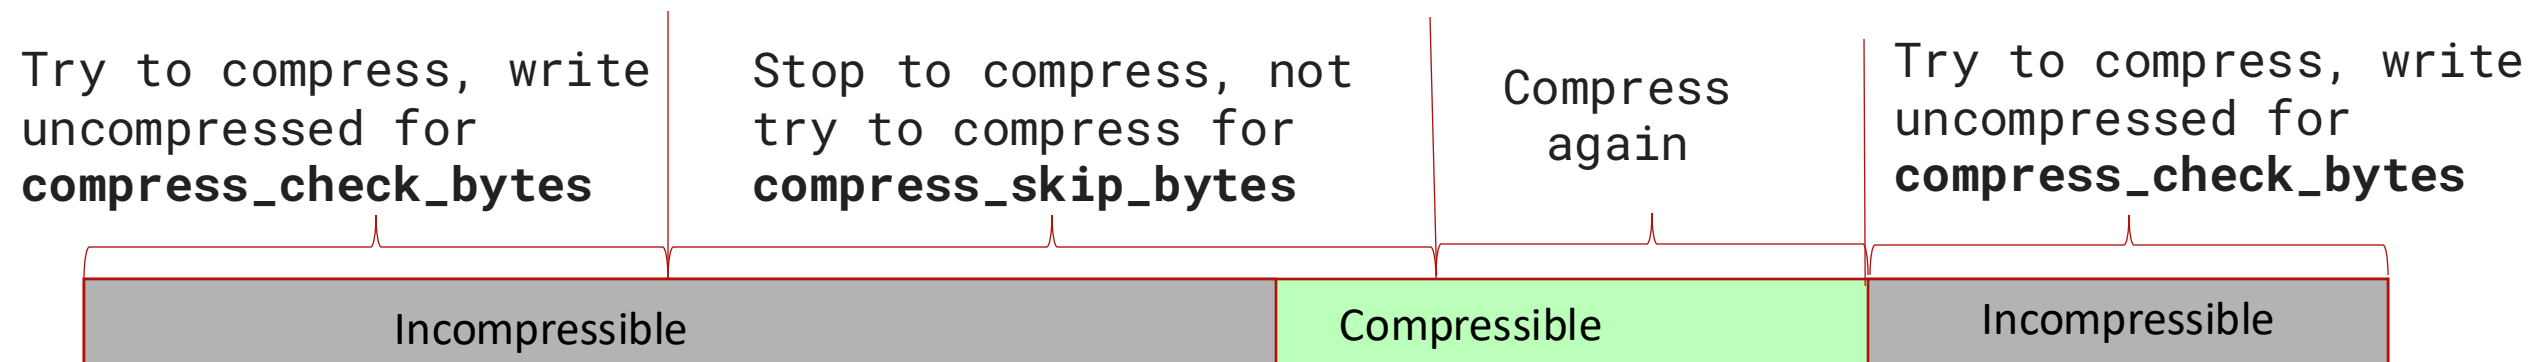 Try to compress, write
uncompressed for
compress_check_bytes
Stop to compress, not
try to compress for
compress_skip_bytes
Compress
again
Try to compress, write
uncompressed for
compress_check_bytes
Incompressible
Compressible
Incompressible